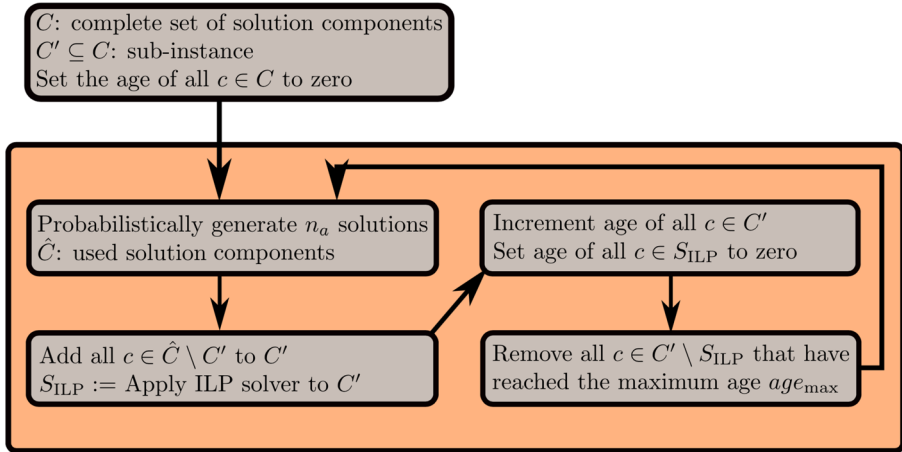 C: complete set of solution components
C′ ⊆ C: sub-instance
Set the age of all c ∈ C to zero
Probabilistically generate nₐ solutions
Ĉ: used solution components
Add all c ∈ Ĉ \ C′ to C′
S_ILP := Apply ILP solver to C′
Increment age of all c ∈ C′
Set age of all c ∈ S_ILP to zero
Remove all c ∈ C′ \ S_ILP that have
reached the maximum age age_max